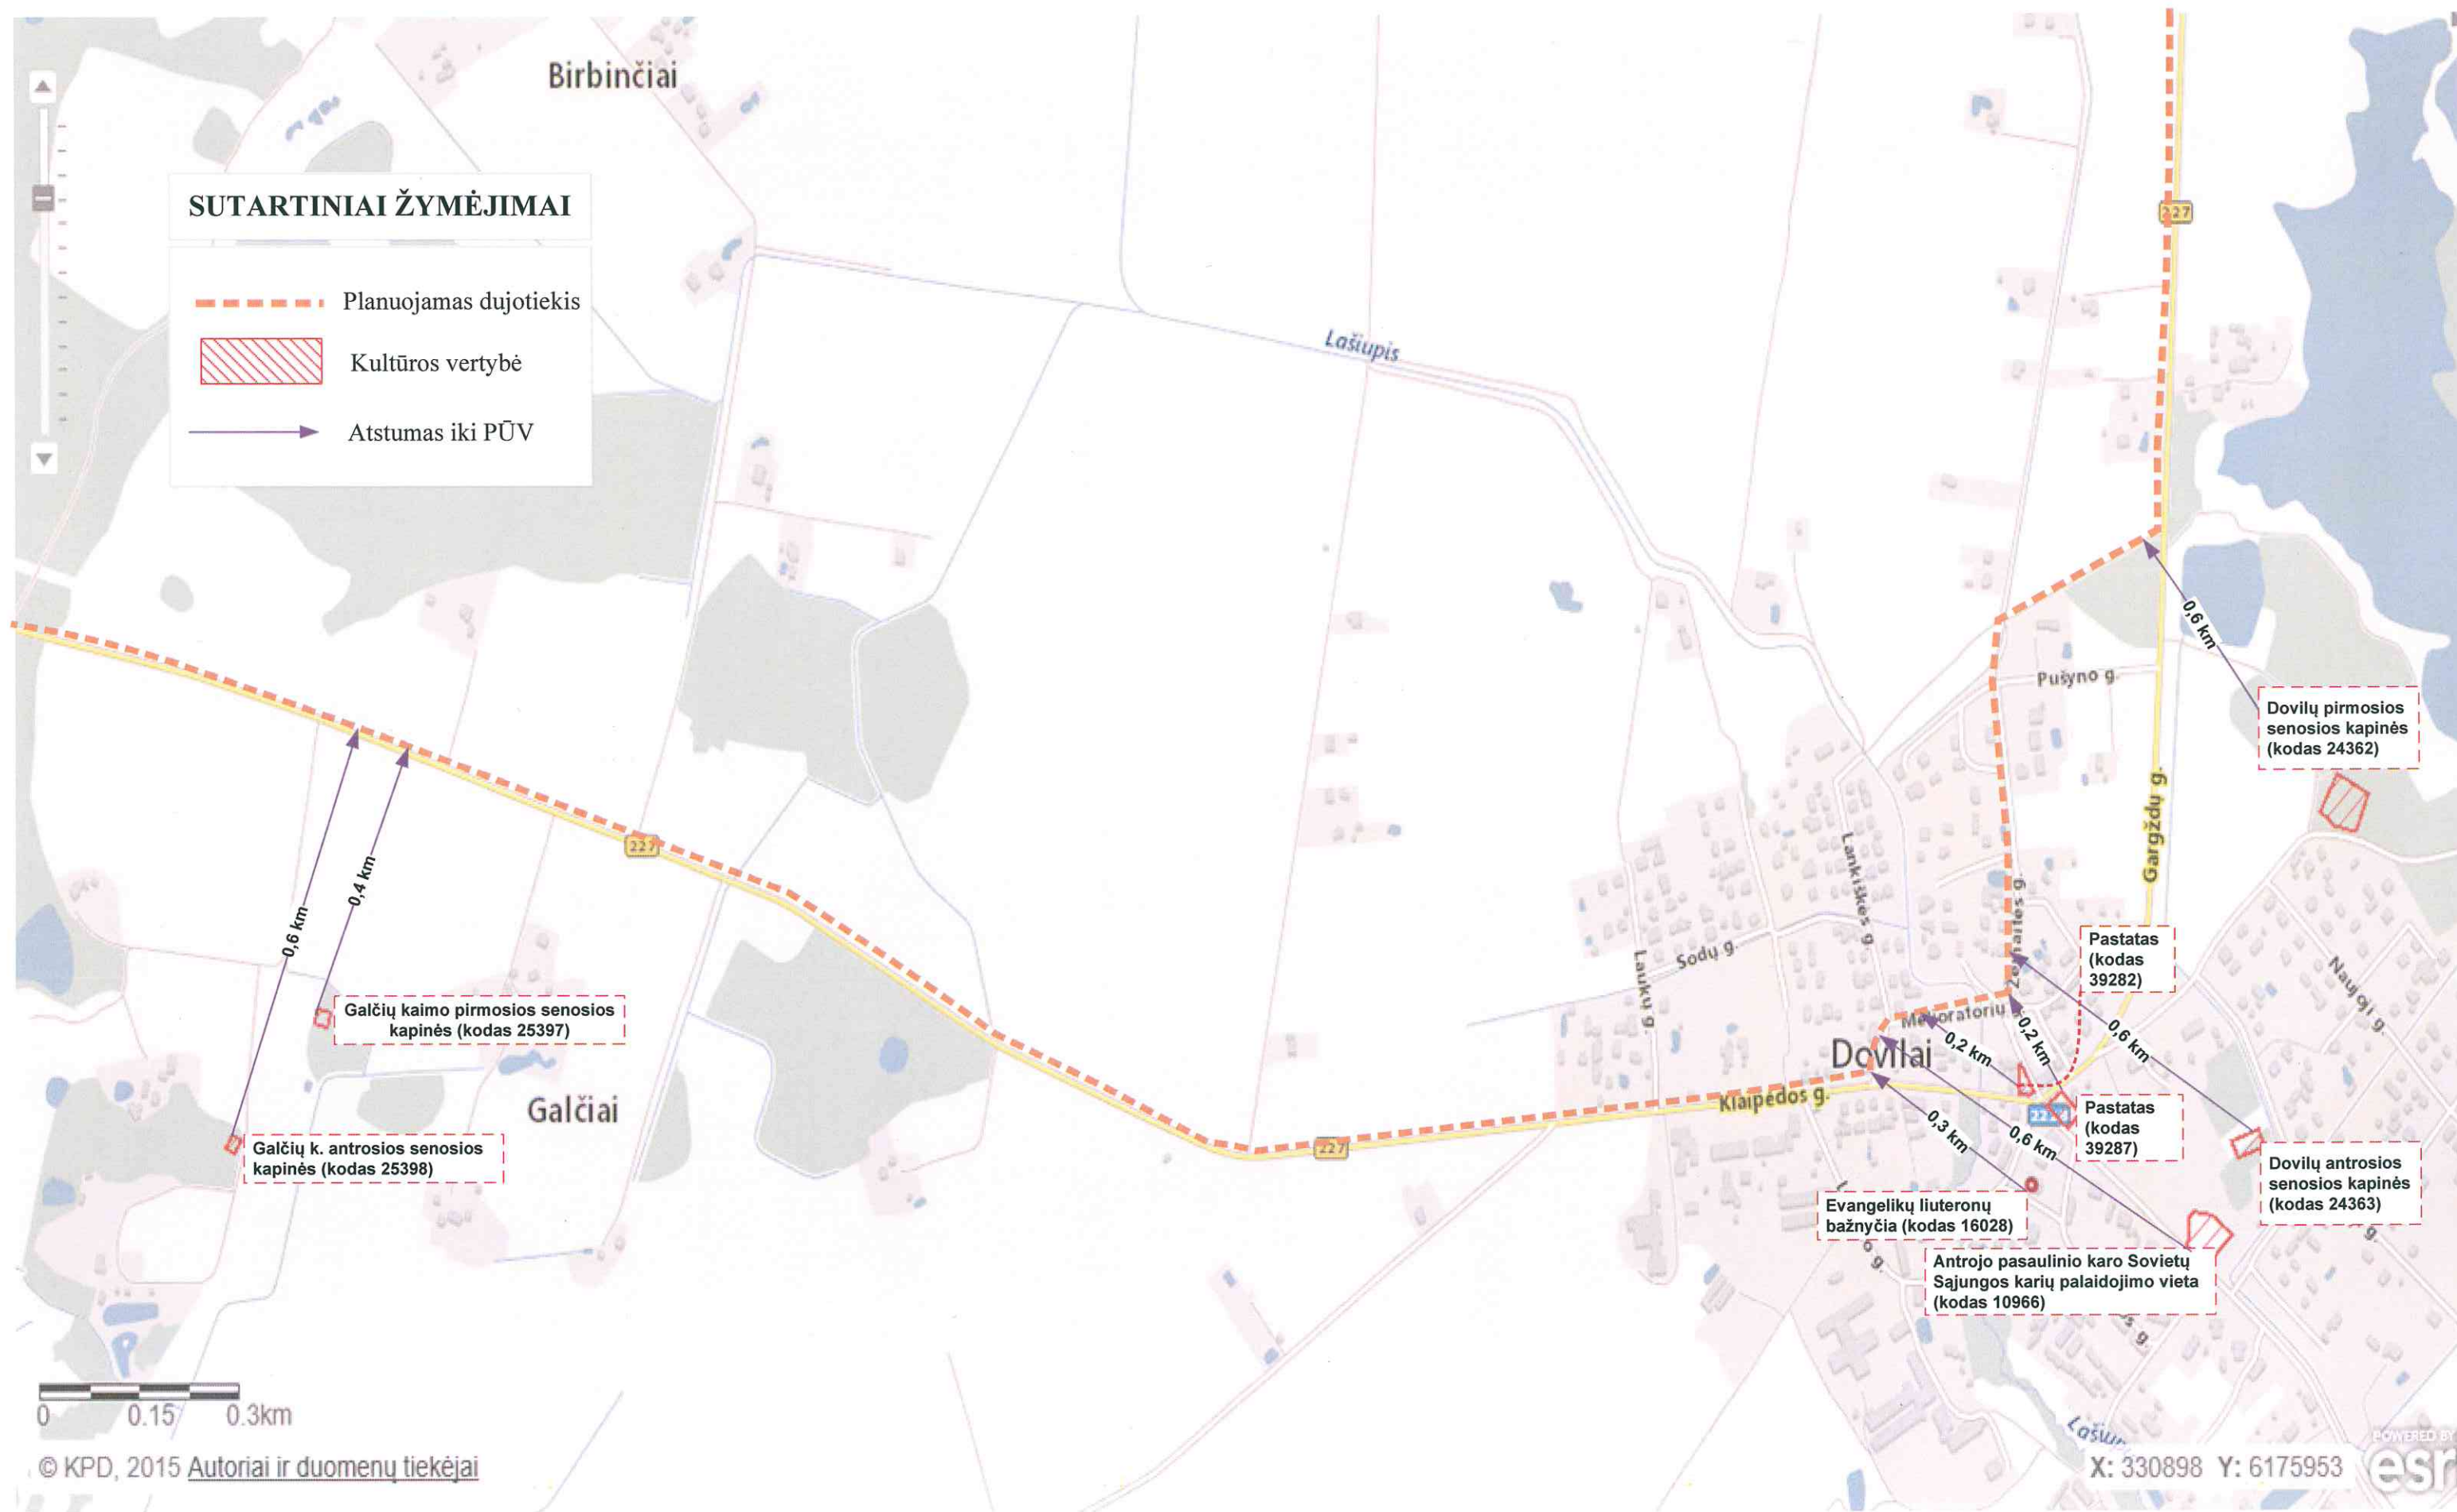 Birbinčiai
SUTARTINIAI ŽYMĖJIMAI
Planuojamas dujotiekis
Kultūros vertybė
Atstumas iki PŪV
227
Lašiupis
0,6 km
Pušyno g.
Dovilų pirmosios
senosios kapinės
(kodas 24362)
Gargždų g.
227
0,4 km
0,6 km
Lankiškės g.
Sodų g.
Laukų g.
Pastatas
(kodas
39282)
Naujoji g.
Galčių kaimo pirmosios senosios
kapinės (kodas 25397)
0,2 km
0,2 km
0,6 km
Dovilai
Klaipėdos g.
Galčiai
Pastatas
(kodas
39287)
227
0,3 km
0,6 km
Galčių k. antrosios senosios
kapinės (kodas 25398)
Dovilų antrosios
senosios kapinės
(kodas 24363)
Evangelikų liuteronų
bažnyčia (kodas 16028)
o g.
g.
Antrojo pasaulinio karo Sovietų
Sąjungos karių palaidojimo vieta
(kodas 10966)
s g.
0 0.15 0.3km
© KPD, 2015 Autoriai ir duomenų tiekėjai
X: 330898 Y: 6175953
POWERED BY
esri